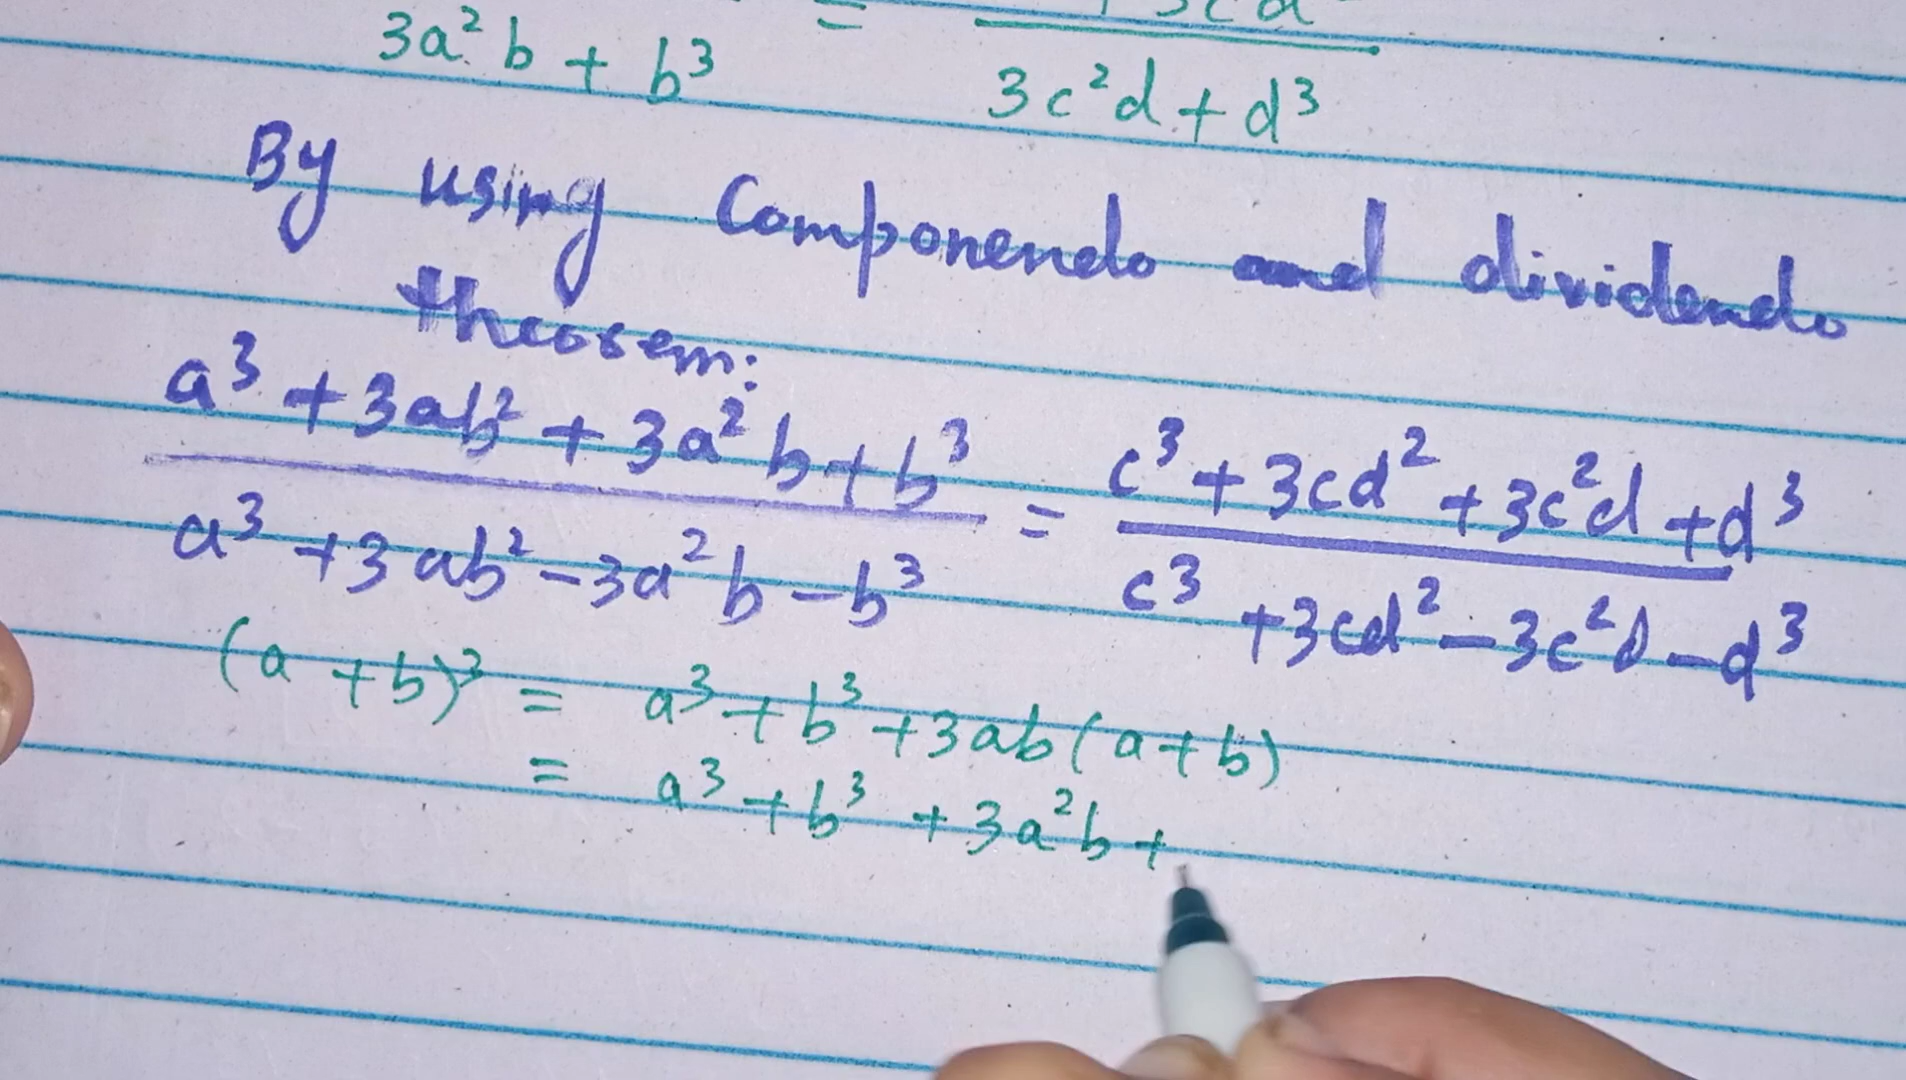 + 3cd
3a²b + b³ = 3c²d + d³
By using Componendo and dividendo
theorem:
a³ + 3ab² + 3a²b + b³ = c³ + 3cd² + 3c²d + d³
a³ + 3ab² - 3a²b - b³ c³ + 3cd² - 3c²d - d³
(a + b)³ = a³ + b³ + 3ab(a + b)
= a³ + b³ + 3a²b +